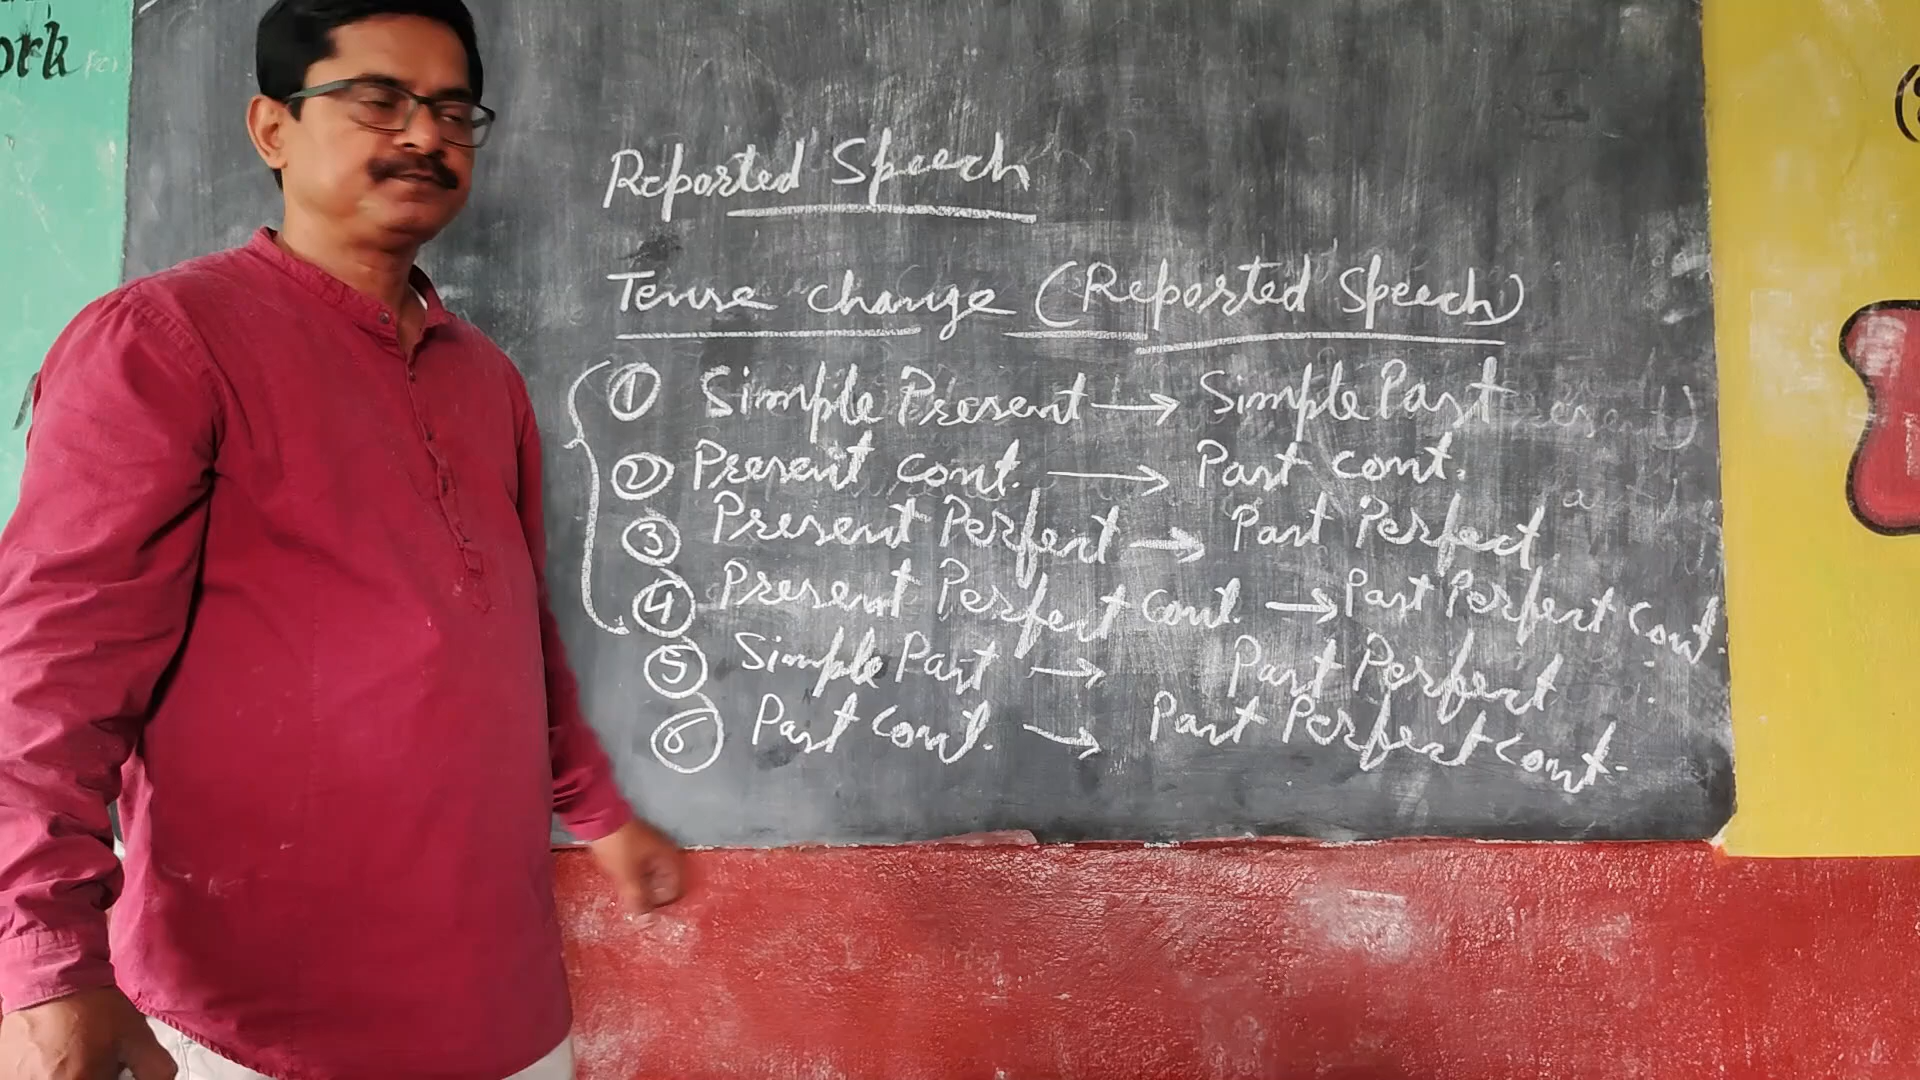 ork
Reported Speech
Tense change (Reported Speech)
① Simple Present → Simple Past
② Present cont. → Past cont.
③ Present Perfect → Past Perfect
④ Present Perfect cont. → Past Perfect cont.
⑤ Simple Past → Past Perfect
⑥ Past cont. → Past Perfect cont.